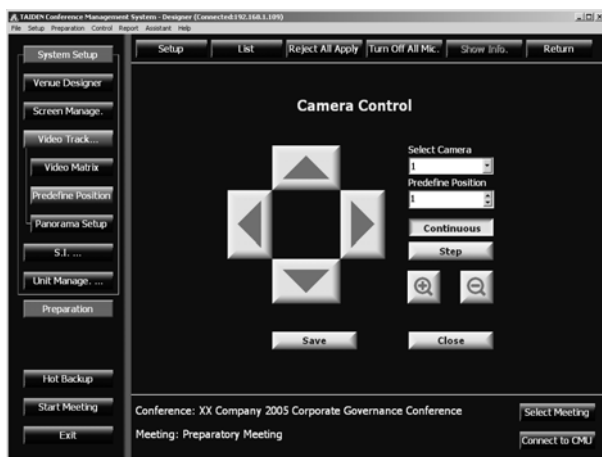 TAIDEN Conference Management System - Designer (Connected:192.168.1.109)
File Setup Preparation Control Report Assistant Help
System Setup
Setup List Reject All Apply Turn Off All Mic. Show Info. Return
Venue Designer
Screen Manage.
Video Track...
Video Matrix
Predefine Position
Panorama Setup
S.I. ...
Unit Manage. ...
Preparation
Hot Backup
Start Meeting
Exit
Camera Control
Select Camera
1
Predefine Position
1
Continuous
Step
Save Close
Conference: XX Company 2005 Corporate Governance Conference
Meeting: Preparatory Meeting
Select Meeting
Connect to CMU